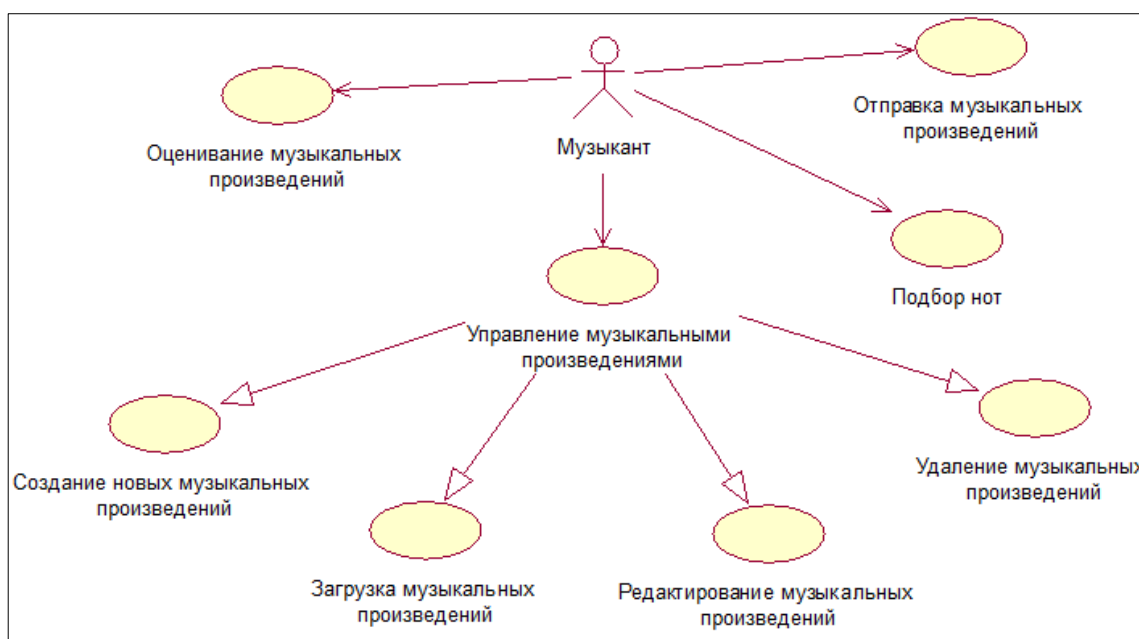 Музыкант
Отправка музыкальных
произведений
Оценивание музыкальных
произведений
Подбор нот
Управление музыкальными
произведениями
Создание новых музыкальных
произведений
Удаление музыкальных
произведений
Загрузка музыкальных
произведений
Редактирование музыкальных
произведений